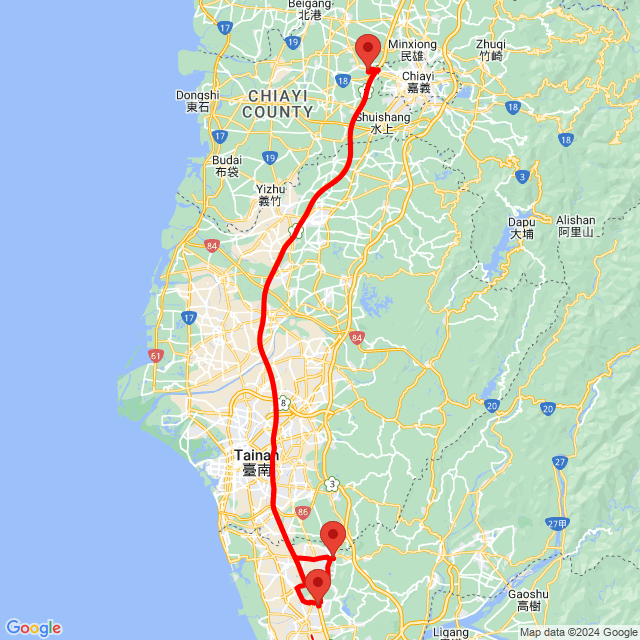 Beigang
北港
17
19
Minxiong
民雄
Zhuqi
竹崎
18
Chiayi
嘉義
Dongshi
東石
CHIAYI
COUNTY
Shuishang
水上
18
17
18
Budai
布袋
19
3
Yizhu
義竹
Dapu
大埔
Alishan
阿里山
84
17
84
61
8
20
20
Tainan
臺南
27
3
86
27甲
Gaoshu
高樹
Ligang
里港
Google
Map data ©2024 Google